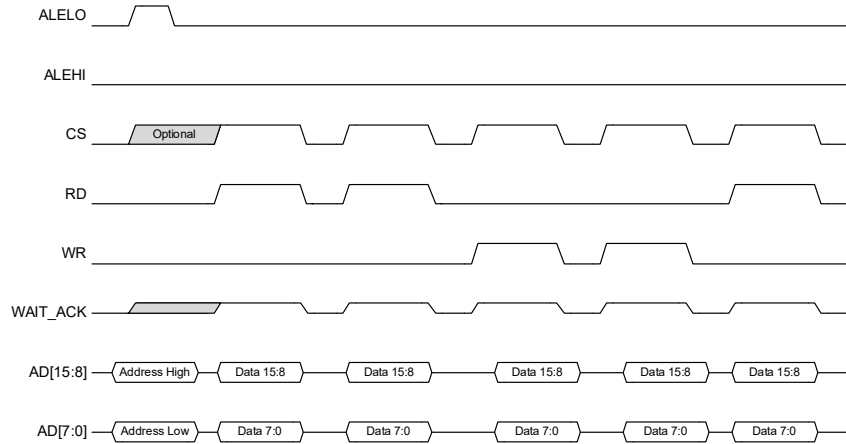 ALELO
ALEHI
CS Optional
RD
WR
WAIT_ACK
AD[15:8] Address High Data 15:8 Data 15:8 Data 15:8 Data 15:8 Data 15:8
AD[7:0] Address Low Data 7:0 Data 7:0 Data 7:0 Data 7:0 Data 7:0